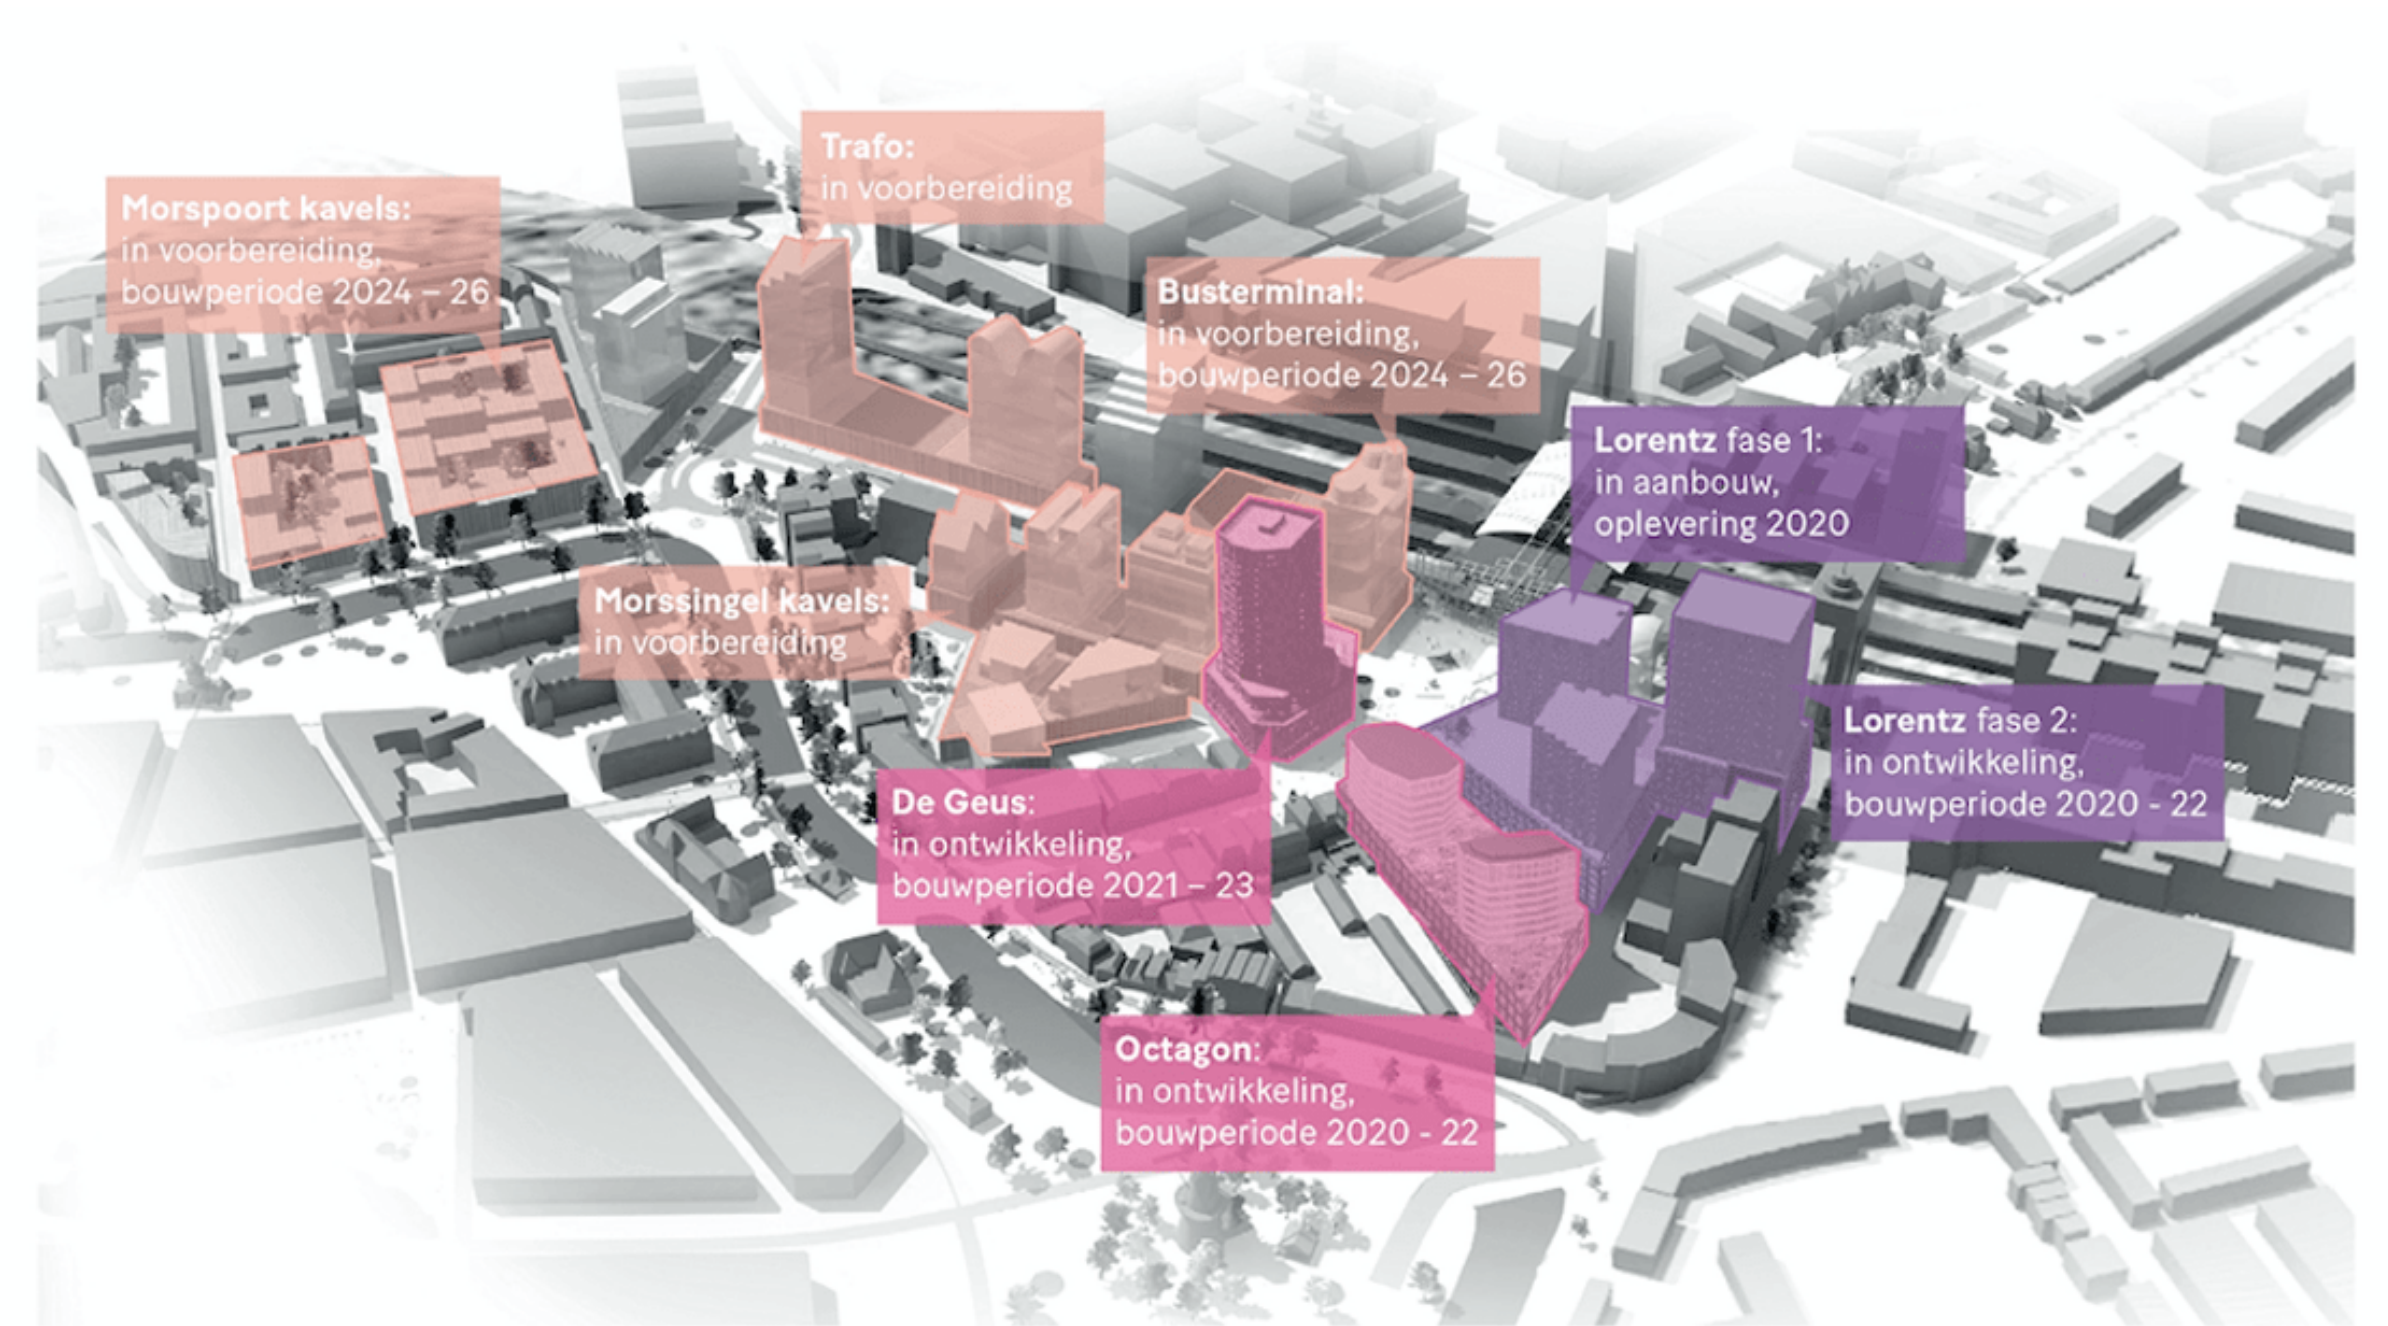 Trafo:
in voorbereiding
Morspoort kavels:
in voorbereiding,
bouwperiode 2024 – 26
Busterminal:
in voorbereiding,
bouwperiode 2024 – 26
Lorentz fase 1:
in aanbouw,
oplevering 2020
Morssingel kavels:
in voorbereiding
Lorentz fase 2:
in ontwikkeling,
bouwperiode 2020 - 22
De Geus:
in ontwikkeling,
bouwperiode 2021 – 23
Octagon:
in ontwikkeling,
bouwperiode 2020 - 22